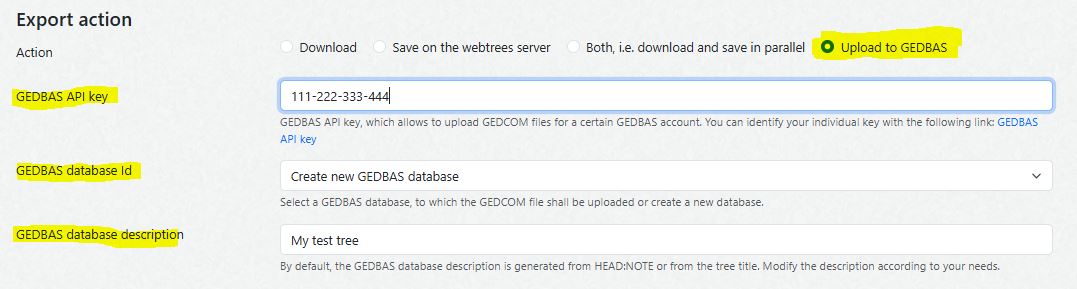 Export action
Action
Download
Save on the webtrees server
Both, i.e. download and save in parallel
Upload to GEDBAS
GEDBAS API key
111-222-333-444
GEDBAS API key, which allows to upload GEDCOM files for a certain GEDBAS account. You can identify your individual key with the following link: GEDBAS
API key
GEDBAS database Id
Create new GEDBAS database
Select a GEDBAS database, to which the GEDCOM file shall be uploaded or create a new database.
GEDBAS database description
My test tree
By default, the GEDBAS database description is generated from HEAD:NOTE or from the tree title. Modify the description according to your needs.